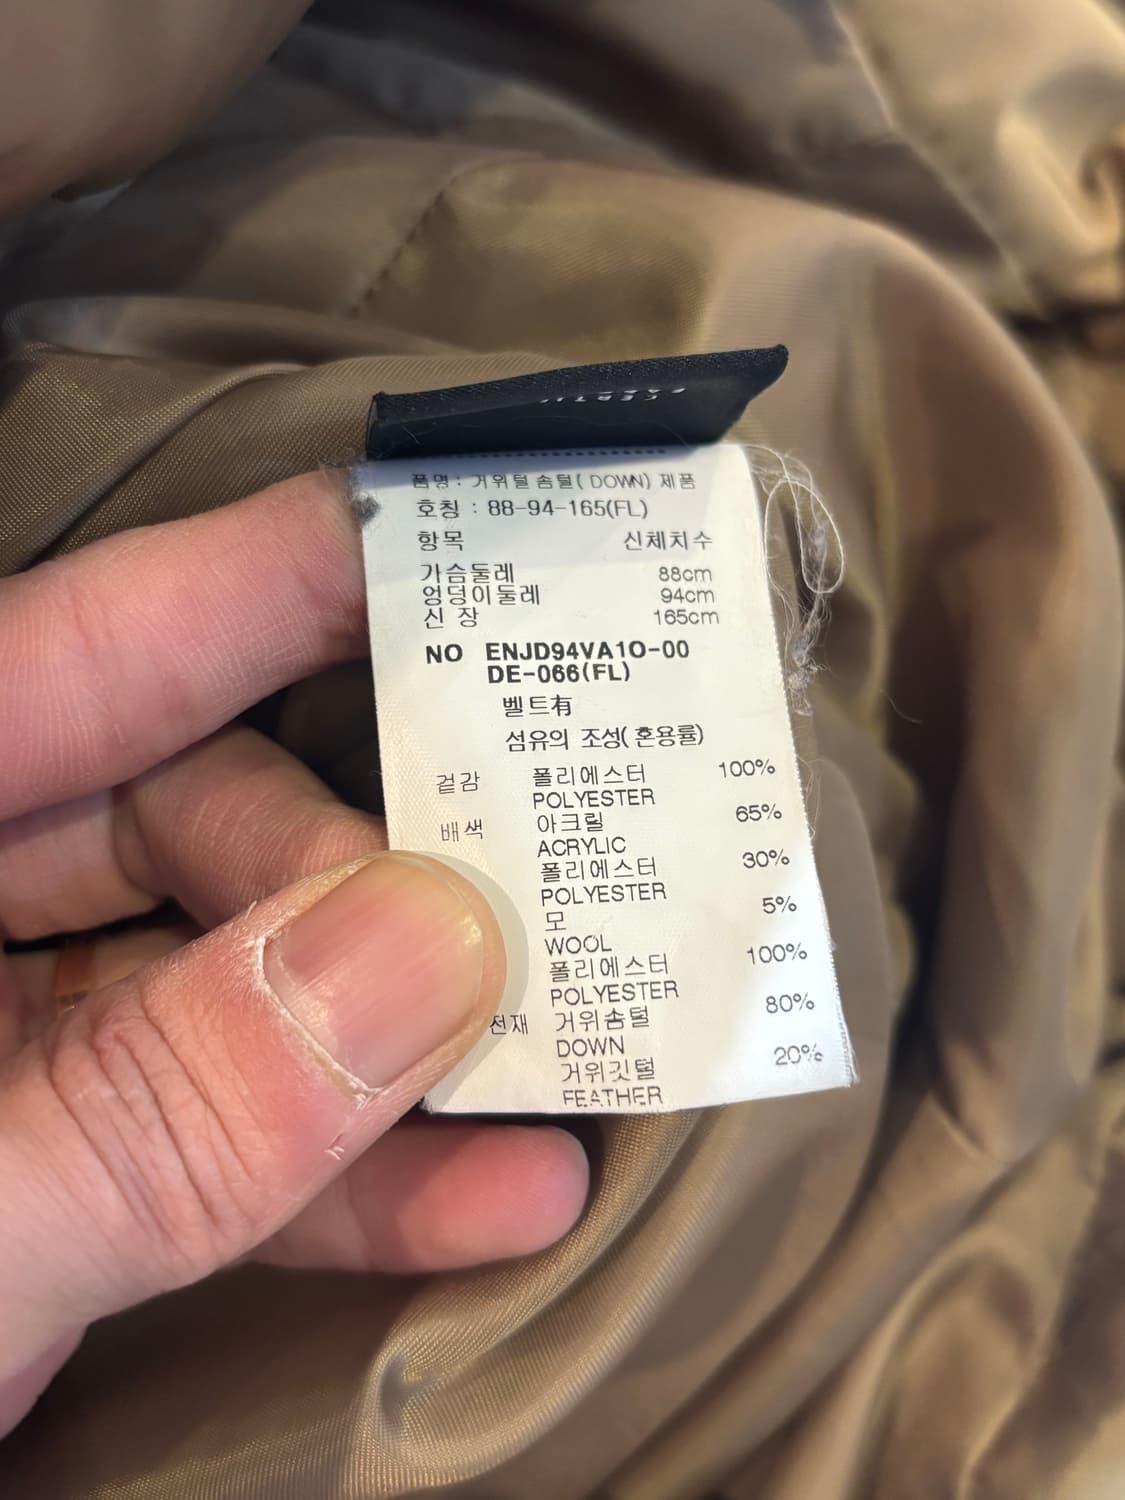 품명 : 거위털 솜털( DOWN) 제품
호칭 : 88-94-165(FL)
항목 신체치수
가슴둘레 88cm
엉덩이둘레 94cm
신 장 165cm
NO ENJD94VA1O-00
DE-066(FL)
벨트有
섬유의 조성( 혼용률)
겉감 폴리에스터 100%
POLYESTER
배색 아크릴 65%
ACRYLIC
폴리에스터 30%
POLYESTER
모 5%
WOOL
폴리에스터 100%
POLYESTER
전재 거위솜털 80%
DOWN
거위깃털 20%
FEATHER